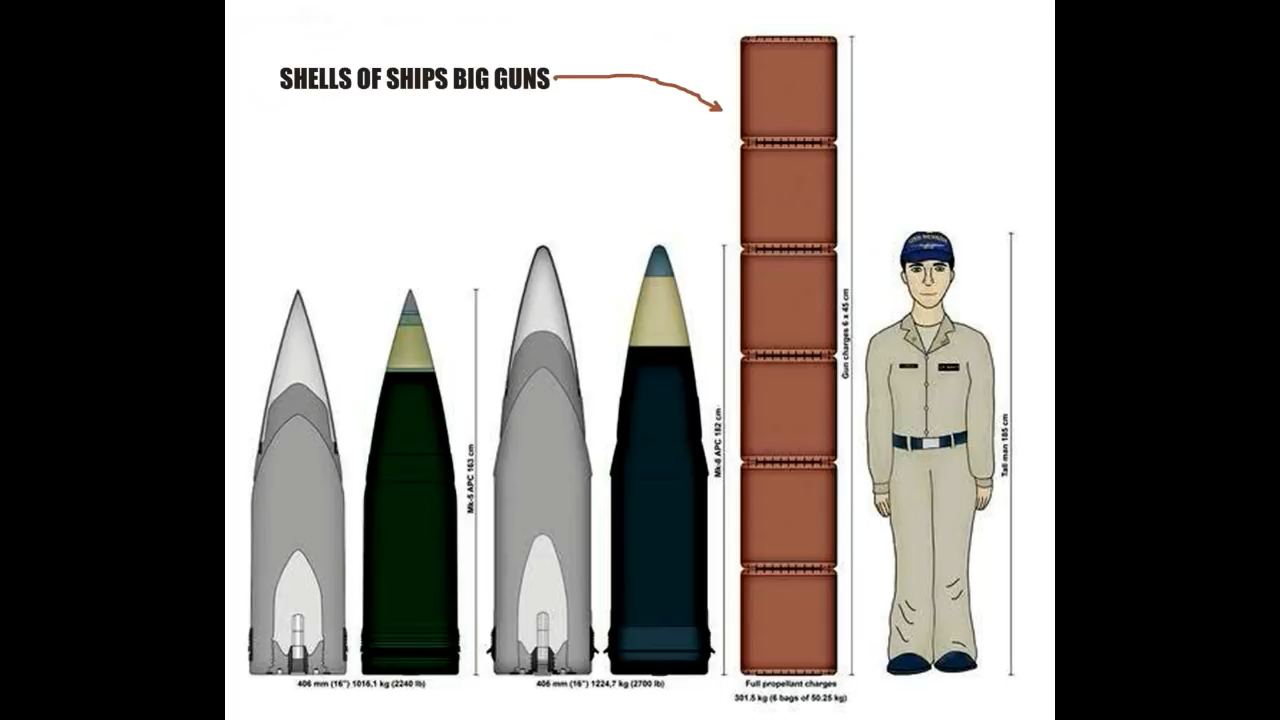 SHELLS OF SHIPS BIG GUNS
Mk-5 APC 163 cm
Mk-8 APC 182 cm
Gun charges 6 x 45 cm
Tall man 185 cm
406 mm (16") 1016,1 kg (2240 lb)
406 mm (16") 1224,7 kg (2700 lb)
Full propellant charges
301.5 kg (6 bags of 50.25 kg)